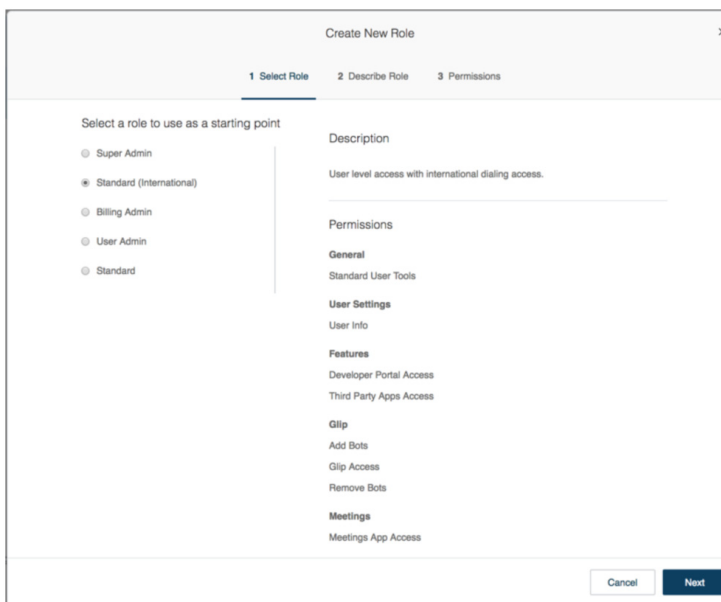 Create New Role
1 Select Role 2 Describe Role 3 Permissions
Select a role to use as a starting point
Super Admin
Standard (International)
Billing Admin
User Admin
Standard
Description
User level access with international dialing access.
Permissions
General
Standard User Tools
User Settings
User Info
Features
Developer Portal Access
Third Party Apps Access
Glip
Add Bots
Glip Access
Remove Bots
Meetings
Meetings App Access
Cancel Next